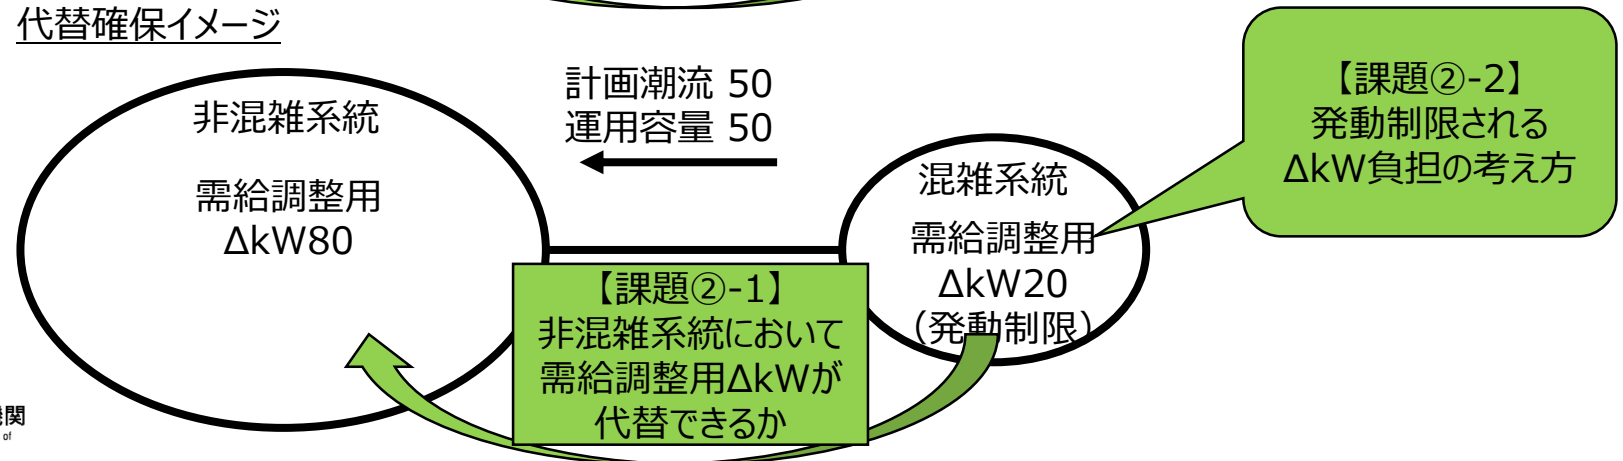 代替確保イメージ
計画潮流 50
運用容量 50
非混雑系統
需給調整用
ΔkW80
混雑系統
需給調整用
ΔkW20
（発動制限）
【課題②-2】
発動制限される
ΔkW負担の考え方
【課題②-1】
非混雑系統において
需給調整用ΔkWが
代替できるか
関
of